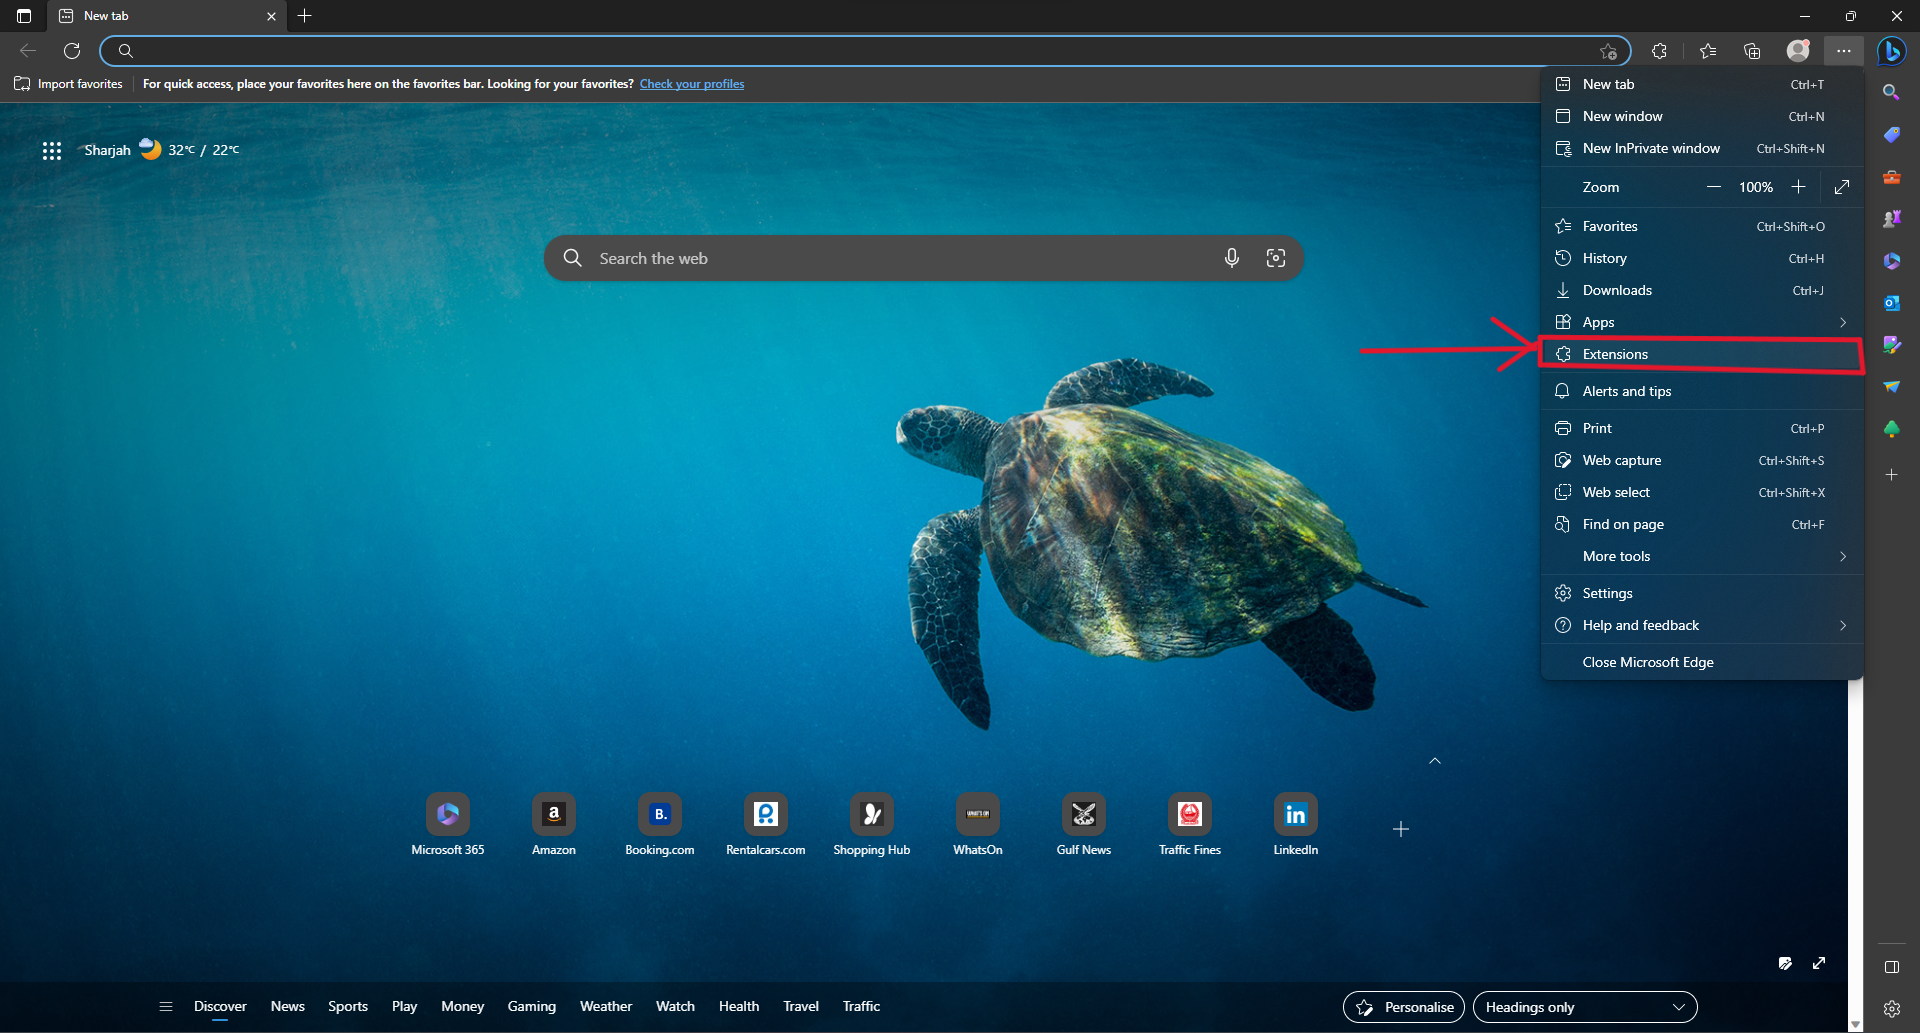 New tab
Import favorites
For quick access, place your favorites here on the favorites bar. Looking for your favorites? Check your profiles
Sharjah 32°C / 22°C
Search the web
New tab Ctrl+T
New window Ctrl+N
New InPrivate window Ctrl+Shift+N
Zoom 100%
Favorites Ctrl+Shift+O
History Ctrl+H
Downloads Ctrl+J
Apps
Extensions
Alerts and tips
Print Ctrl+P
Web capture Ctrl+Shift+S
Web select Ctrl+Shift+X
Find on page Ctrl+F
More tools
Settings
Help and feedback
Close Microsoft Edge
a B. WHAT'S ON in
Microsoft 365 Amazon Booking.com Rentalcars.com Shopping Hub WhatsOn Gulf News Traffic Fines LinkedIn
Discover News Sports Play Money Gaming Weather Watch Health Travel Traffic Personalise Headings only